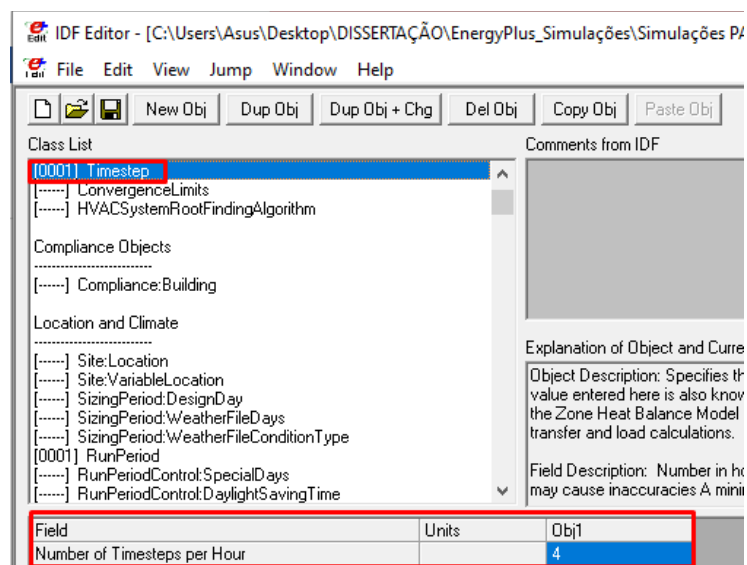 IDF Editor - [C:\Users\Asus\Desktop\DISSERTAÇÃO\EnergyPlus_Simulações\Simulações PA
File Edit View Jump Window Help
New Obj Dup Obj Dup Obj + Chg Del Obj Copy Obj Paste Obj
Class List
Comments from IDF
[0001] Timestep
[------] ConvergenceLimits
[------] HVACSystemRootFindingAlgorithm
Compliance Objects
-------------------------
[------] Compliance:Building
Location and Climate
-------------------------
[------] Site:Location
[------] Site:VariableLocation
[------] SizingPeriod:DesignDay
[------] SizingPeriod:WeatherFileDays
[------] SizingPeriod:WeatherFileConditionType
[0001] RunPeriod
[------] RunPeriodControl:SpecialDays
[------] RunPeriodControl:DaylightSavingTime
Explanation of Object and Curre
Object Description: Specifies th
value entered here is also know
the Zone Heat Balance Model
transfer and load calculations.
Field Description: Number in ho
may cause inaccuracies A mini
Field Units Obj1
Number of Timesteps per Hour 4